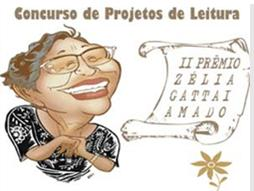 Concurso de Projetos de Leitura
II PRÊMIO
ZÉLIA
GATTAI
AMADO